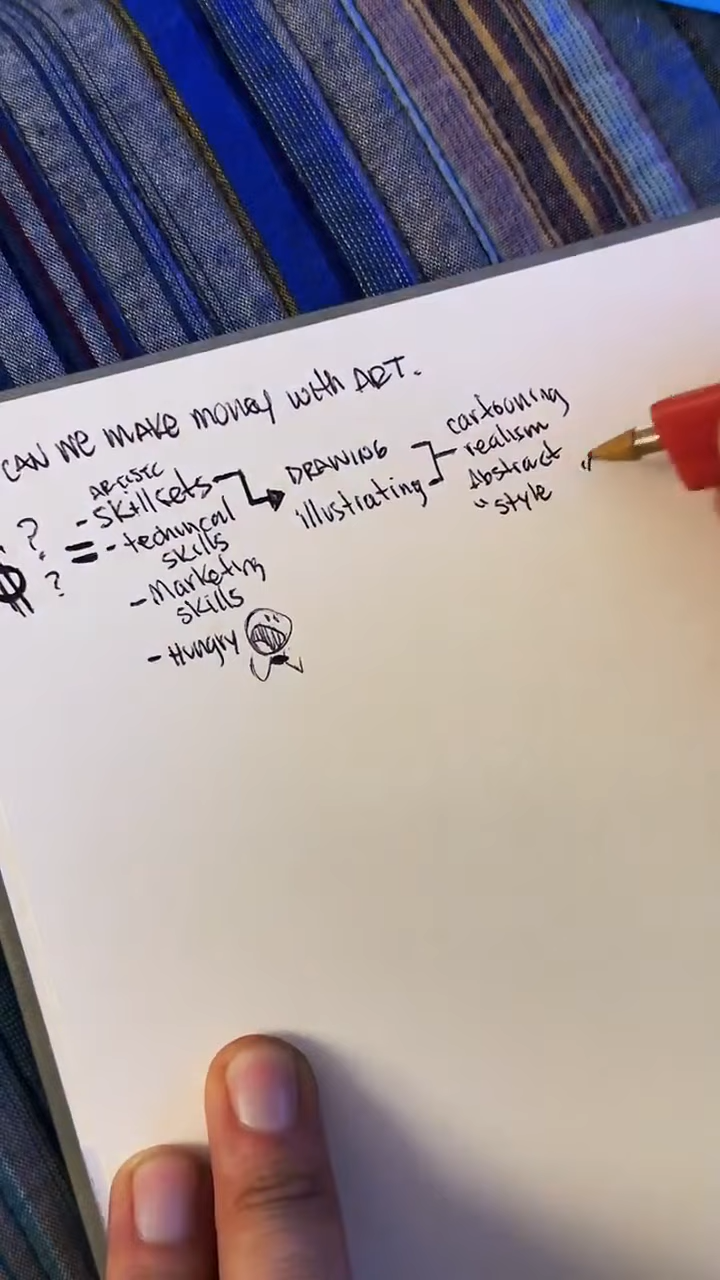 CAN WE MAKE MONEY WITH ART.
ARTISTIC
- SKILLSETS
- technical
skills
- Marketing
skills
- Hungry
$ ? ? =
DRAWING
illustrating
cartooning
realism
Abstract
"style
"